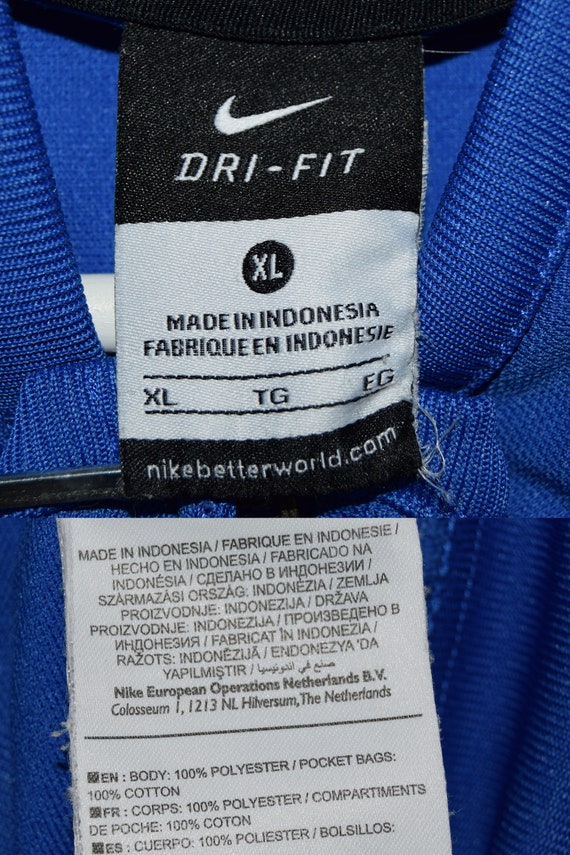 DRI-FIT
XL
MADE IN INDONESIA
FABRIQUE EN INDONESIE
XL TG EG
nikebetterworld.com
MADE IN INDONESIA / FABRIQUE EN INDONESIE /
HECHO EN INDONESIA / FABRICADO NA
INDONÉSIA / СДЕЛАНО В ИНДОНЕЗИИ /
SZÁRMAZÁSI ORSZÁG: INDONÉZIA / ZEMLJA
PROIZVODNJE: INDONEZIJA / DRŽAVA
PROIZVODNJE: INDONEZIJA / ПРОИЗВЕДЕНО В
ИНДОНЕЗИЯ / FABRICAT ÎN INDONEZIA /
RAŽOTS: INDONĒZIJĀ / ENDONEZYA 'DA
YAPILMIŞTIR / صنع في اندونيسيا
Nike European Operations Netherlands B.V.
Colosseum 1, 1213 NL Hilversum, The Netherlands
EN : BODY: 100% POLYESTER / POCKET BAGS:
100% COTTON
FR : CORPS: 100% POLYESTER / COMPARTIMENTS
DE POCHE: 100% COTON
ES : CUERPO: 100% POLIESTER / BOLSILLOS: